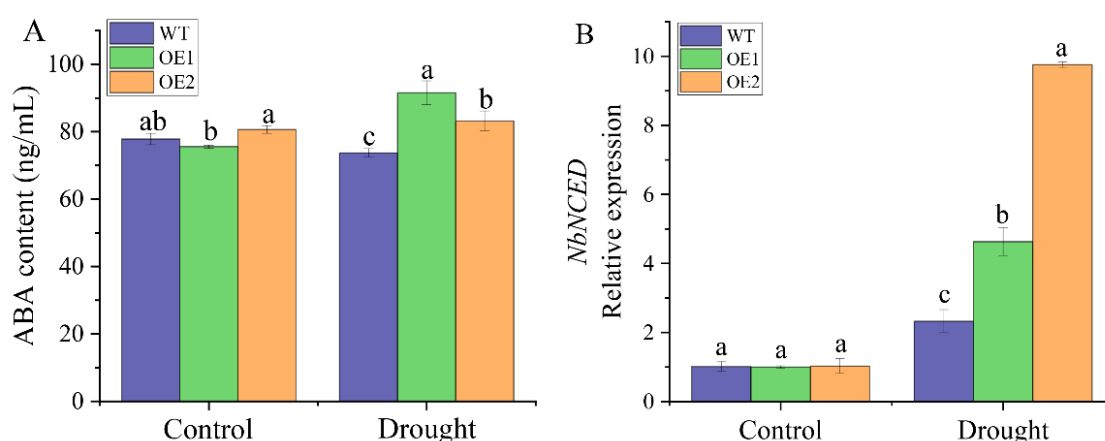 A
WT
OE1
OE2
ABA content (ng/mL)
100
80
60
40
20
0
ab
b
a
c
a
b
Control
Drought
B
WT
OE1
OE2
NbNCED
Relative expression
10
8
6
4
2
0
a
a
a
c
b
a
Control
Drought